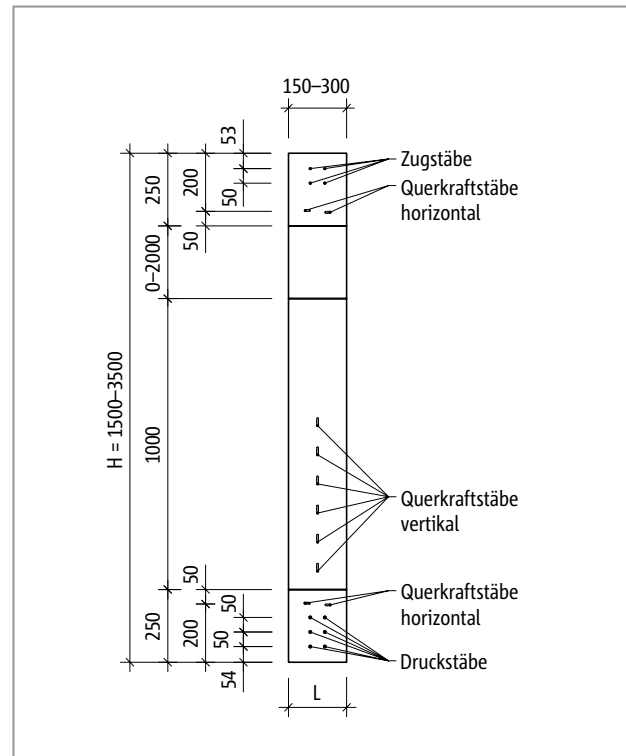 150–300
53
Zugstäbe
250
200
50
Querkraftstäbe
horizontal
50
0–2000
H = 1500–3500
1000
Querkraftstäbe
vertikal
50
Querkraftstäbe
horizontal
50
250
200
50
Druckstäbe
54
L